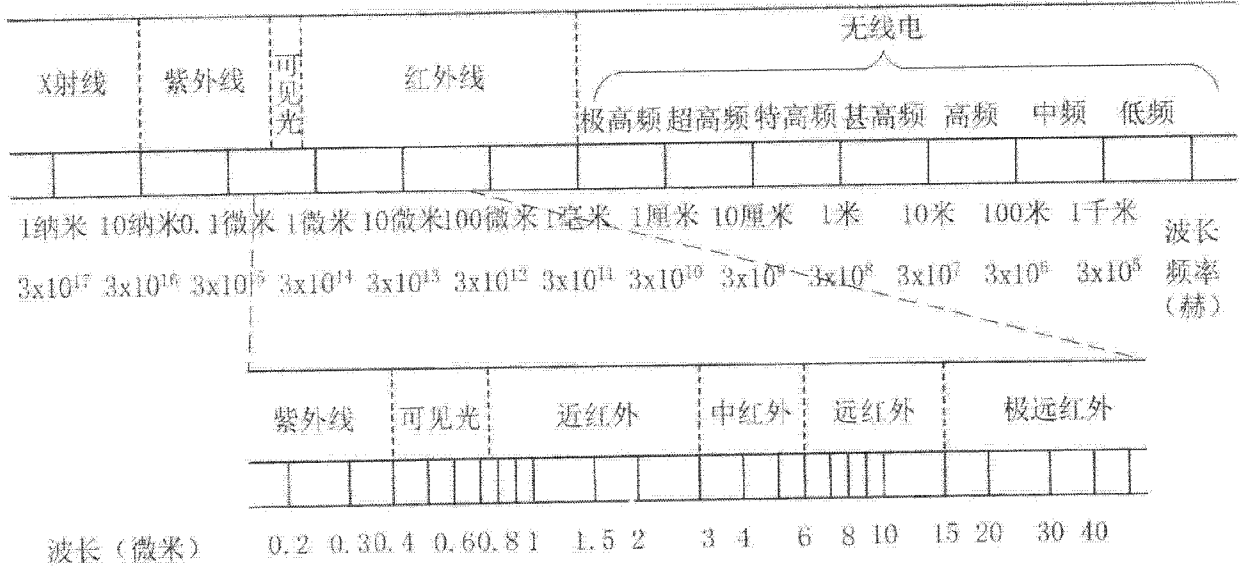 无线电
X射线 紫外线 可见光 红外线
极高频 超高频 特高频 甚高频 高频 中频 低频
1纳米 10纳米 0.1微米 1微米 10微米 100微米 1毫米 1厘米 10厘米 1米 10米 100米 1千米 波长
3x10¹⁷ 3x10¹⁶ 3x10¹⁵ 3x10¹⁴ 3x10¹³ 3x10¹² 3x10¹¹ 3x10¹⁰ 3x10⁹ 3x10⁸ 3x10⁷ 3x10⁶ 3x10⁵ 频率
(赫)
紫外线 可见光 近红外 中红外 远红外 极远红外
波长(微米) 0.2 0.3 0.4 0.6 0.8 1 1.5 2 3 4 6 8 10 15 20 30 40